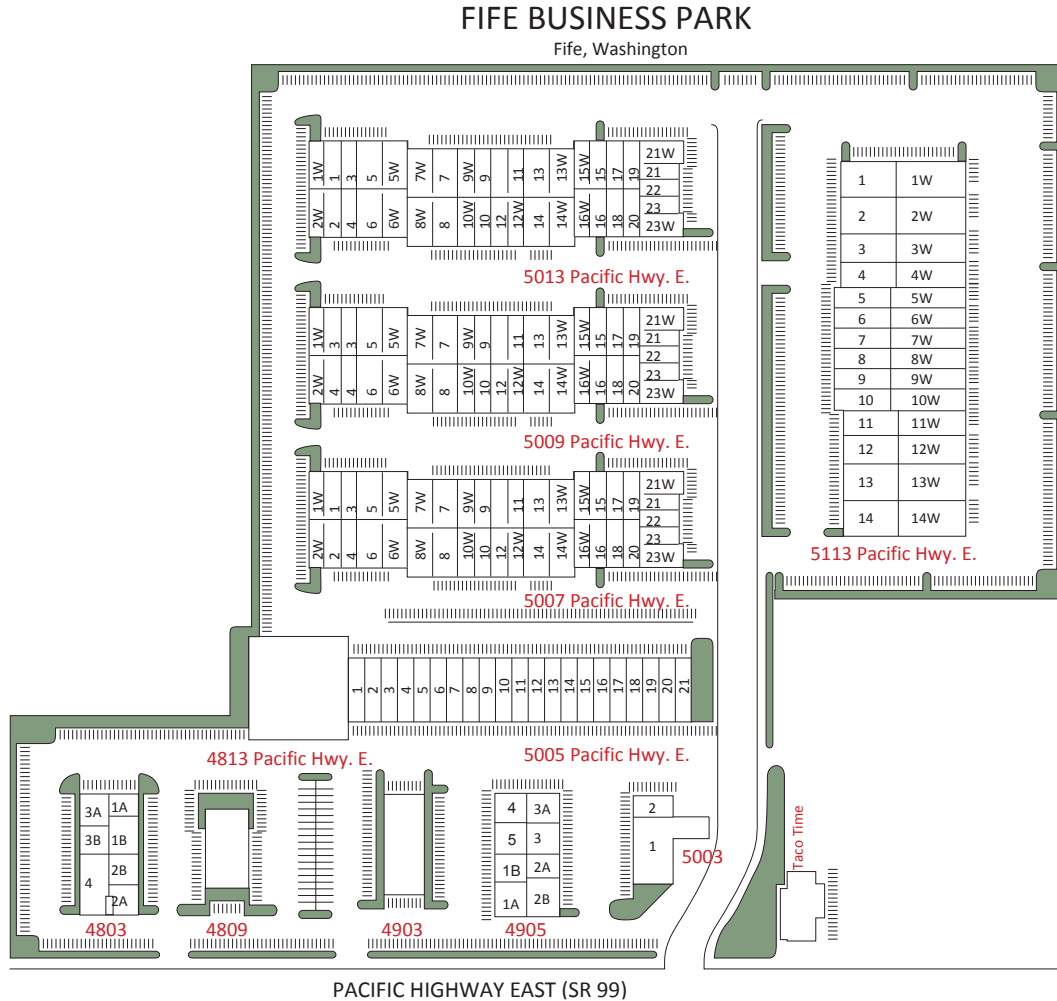 FIFE BUSINESS PARK
Fife, Washington
1W 1 3 5 5W 7W 7 9W 9 11 13 13W 15W 15 17 19 21W
21
22
23
23W
2W 2 4 6 6W 8W 8 10W 10 12 12W 14 14W 16W 16 18 20
5013 Pacific Hwy. E.
1W 3 3 5 5W 7W 7 9W 9 11 13 13W 15W 15 17 19 21W
21
22
23
23W
2W 4 4 6 6W 8W 8 10W 10 12 12W 14 14W 16W 16 18 20
5009 Pacific Hwy. E.
1W 1 3 5 5W 7W 7 9W 9 11 13 13W 15W 15 17 19 21W
21
22
23
23W
2W 2 4 6 6W 8W 8 10W 10 12 12W 14 14W 16W 16 18 20
5007 Pacific Hwy. E.
1 1W
2 2W
3 3W
4 4W
5 5W
6 6W
7 7W
8 8W
9 9W
10 10W
11 11W
12 12W
13 13W
14 14W
5113 Pacific Hwy. E.
1 2 3 4 5 6 7 8 9 10 11 12 13 14 15 16 17 18 19 20 21
4813 Pacific Hwy. E.
5005 Pacific Hwy. E.
3A 1A
3B 1B
4 2B
2A
4803
4809
4903
4 3A
5 3
1B 2A
1A 2B
4905
2
1
5003
Taco Time
PACIFIC HIGHWAY EAST (SR 99)